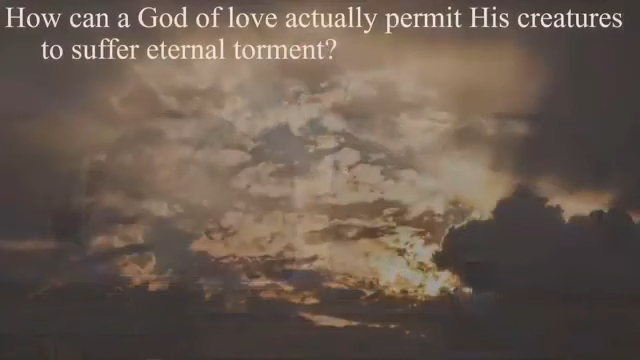 How can a God of love actually permit His creatures
to suffer eternal torment?